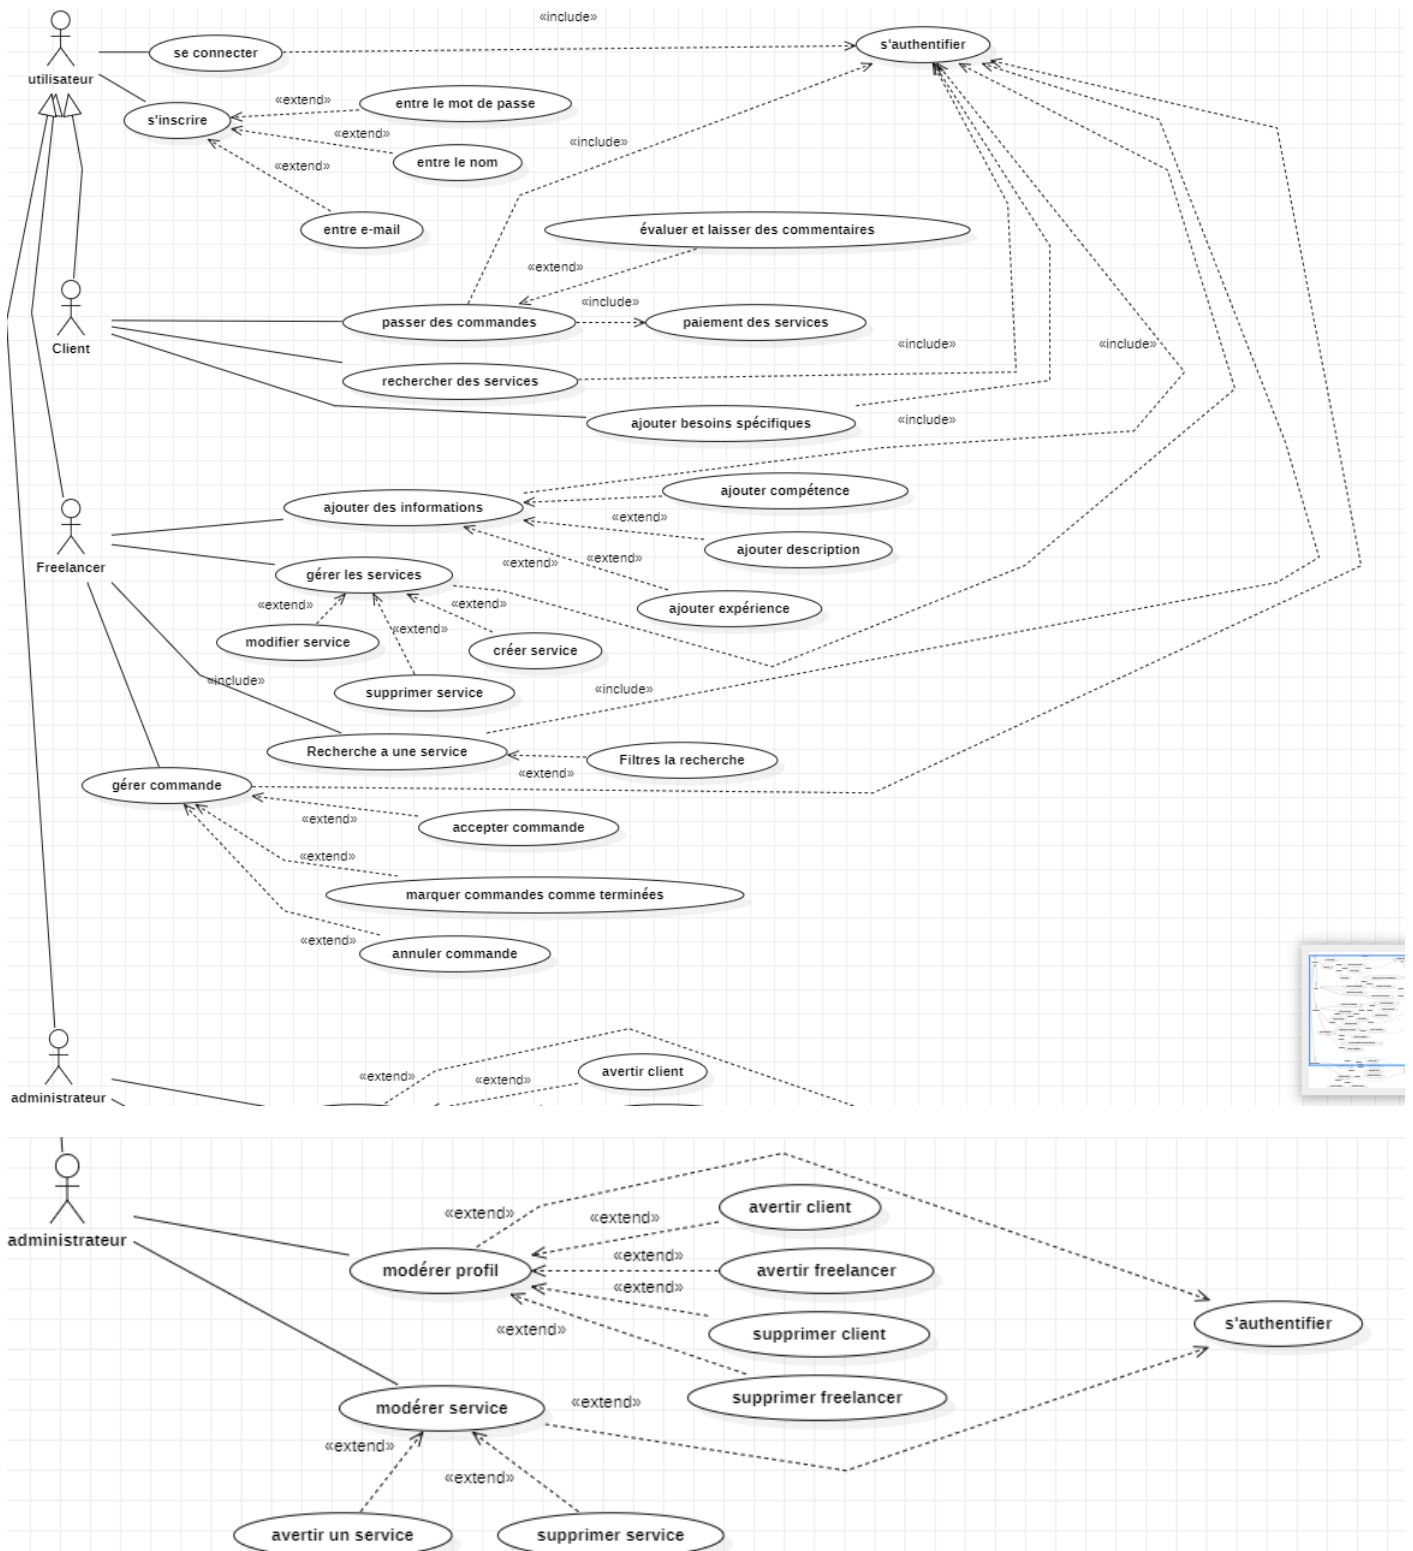 «include»
se connecter
s'authentifier
utilisateur
«extend»
entre le mot de passe
s'inscrire
«extend»
«include»
entre le nom
«extend»
entre e-mail
évaluer et laisser des commentaires
«extend»
«include»
passer des commandes
paiement des services
Client
«include»
«include»
rechercher des services
ajouter besoins spécifiques
«include»
ajouter compétence
ajouter des informations
«extend»
ajouter description
Freelancer
«extend»
«extend»
gérer les services
«extend»
«extend»
ajouter expérience
«extend»
modifier service
créer service
«include»
supprimer service
«include»
Recherche a une service
Filtres la recherche
«extend»
gérer commande
«extend»
accepter commande
«extend»
marquer commandes comme terminées
«extend»
annuler commande
«extend»
«extend»
avertir client
administrateur
avertir client
«extend»
«extend»
administrateur
«extend»
modérer profil
avertir freelancer
«extend»
s'authentifier
«extend»
supprimer client
supprimer freelancer
«extend»
modérer service
«extend»
«extend»
avertir un service
supprimer service